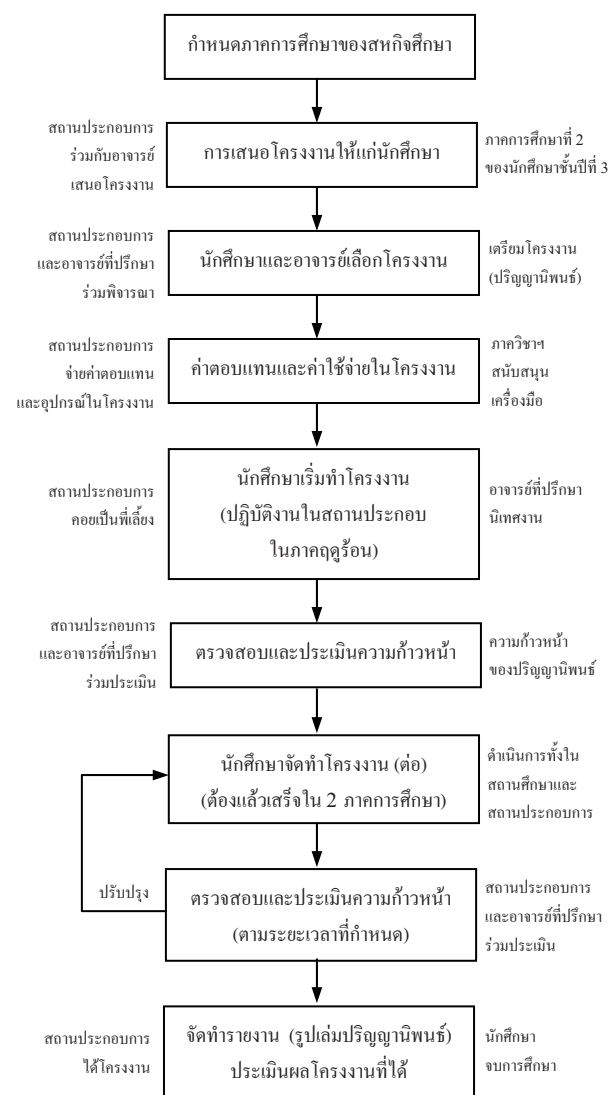 กำหนดภาคการศึกษาของสหกิจศึกษา
สถานประกอบการ
ร่วมกับอาจารย์
เสนอโครงงาน
การเสนอโครงงานให้แก่นักศึกษา
ภาคการศึกษาที่ 2
ของนักศึกษาชั้นปีที่ 3
สถานประกอบการ
และอาจารย์ที่ปรึกษา
ร่วมพิจารณา
นักศึกษาและอาจารย์เลือกโครงงาน
เตรียมโครงงาน
(ปริญญานิพนธ์)
สถานประกอบการ
จ่ายค่าตอบแทน
และอุปกรณ์ในโครงงาน
ค่าตอบแทนและค่าใช้จ่ายในโครงงาน
ภาควิชาฯ
สนับสนุน
เครื่องมือ
สถานประกอบการ
คอยเป็นพี่เลี้ยง
นักศึกษาเริ่มทำโครงงาน
(ปฏิบัติงานในสถานประกอบ
ในภาคฤดูร้อน)
อาจารย์ที่ปรึกษา
นิเทศงาน
สถานประกอบการ
และอาจารย์ที่ปรึกษา
ร่วมประเมิน
ตรวจสอบและประเมินความก้าวหน้า
ความก้าวหน้า
ของปริญญานิพนธ์
นักศึกษาจัดทำโครงงาน (ต่อ)
(ต้องแล้วเสร็จใน 2 ภาคการศึกษา)
ดำเนินการทั้งใน
สถานศึกษาและ
สถานประกอบการ
ปรับปรุง
ตรวจสอบและประเมินความก้าวหน้า
(ตามระยะเวลาที่กำหนด)
สถานประกอบการ
และอาจารย์ที่ปรึกษา
ร่วมประเมิน
สถานประกอบการ
ได้โครงงาน
จัดทำรายงาน (รูปเล่มปริญญานิพนธ์)
ประเมินผลโครงงานที่ได้
นักศึกษา
จบการศึกษา